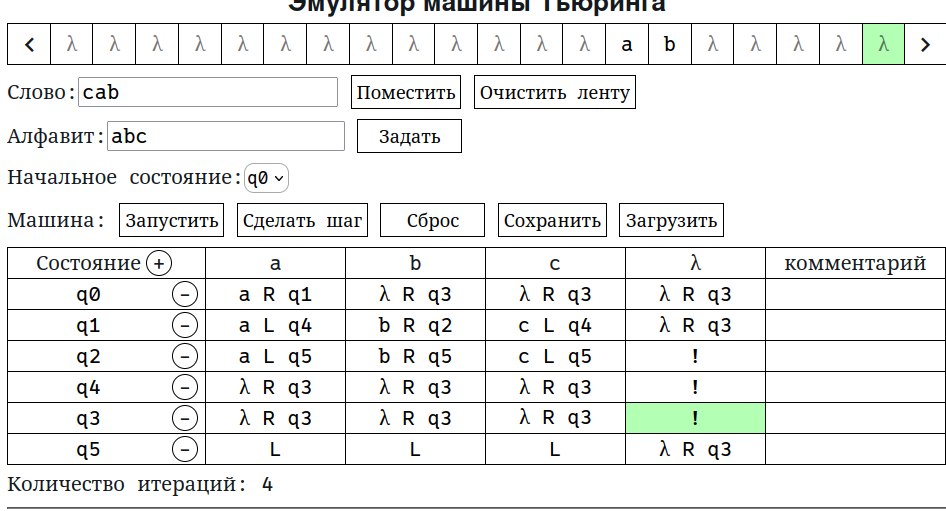 Эмулятор машины Тьюринга
< λ λ λ λ λ λ λ λ λ λ λ λ λ a b λ λ λ λ λ >
Слово: cab Поместить Очистить ленту
Алфавит: abc Задать
Начальное состояние: q0
Машина: Запустить Сделать шаг Сброс Сохранить Загрузить
Состояние + a b c λ комментарий
q0 − a R q1 λ R q3 λ R q3 λ R q3
q1 − a L q4 b R q2 c L q4 λ R q3
q2 − a L q5 b R q5 c L q5 !
q4 − λ R q3 λ R q3 λ R q3 !
q3 − λ R q3 λ R q3 λ R q3 !
q5 − L L L λ R q3
Количество итераций: 4